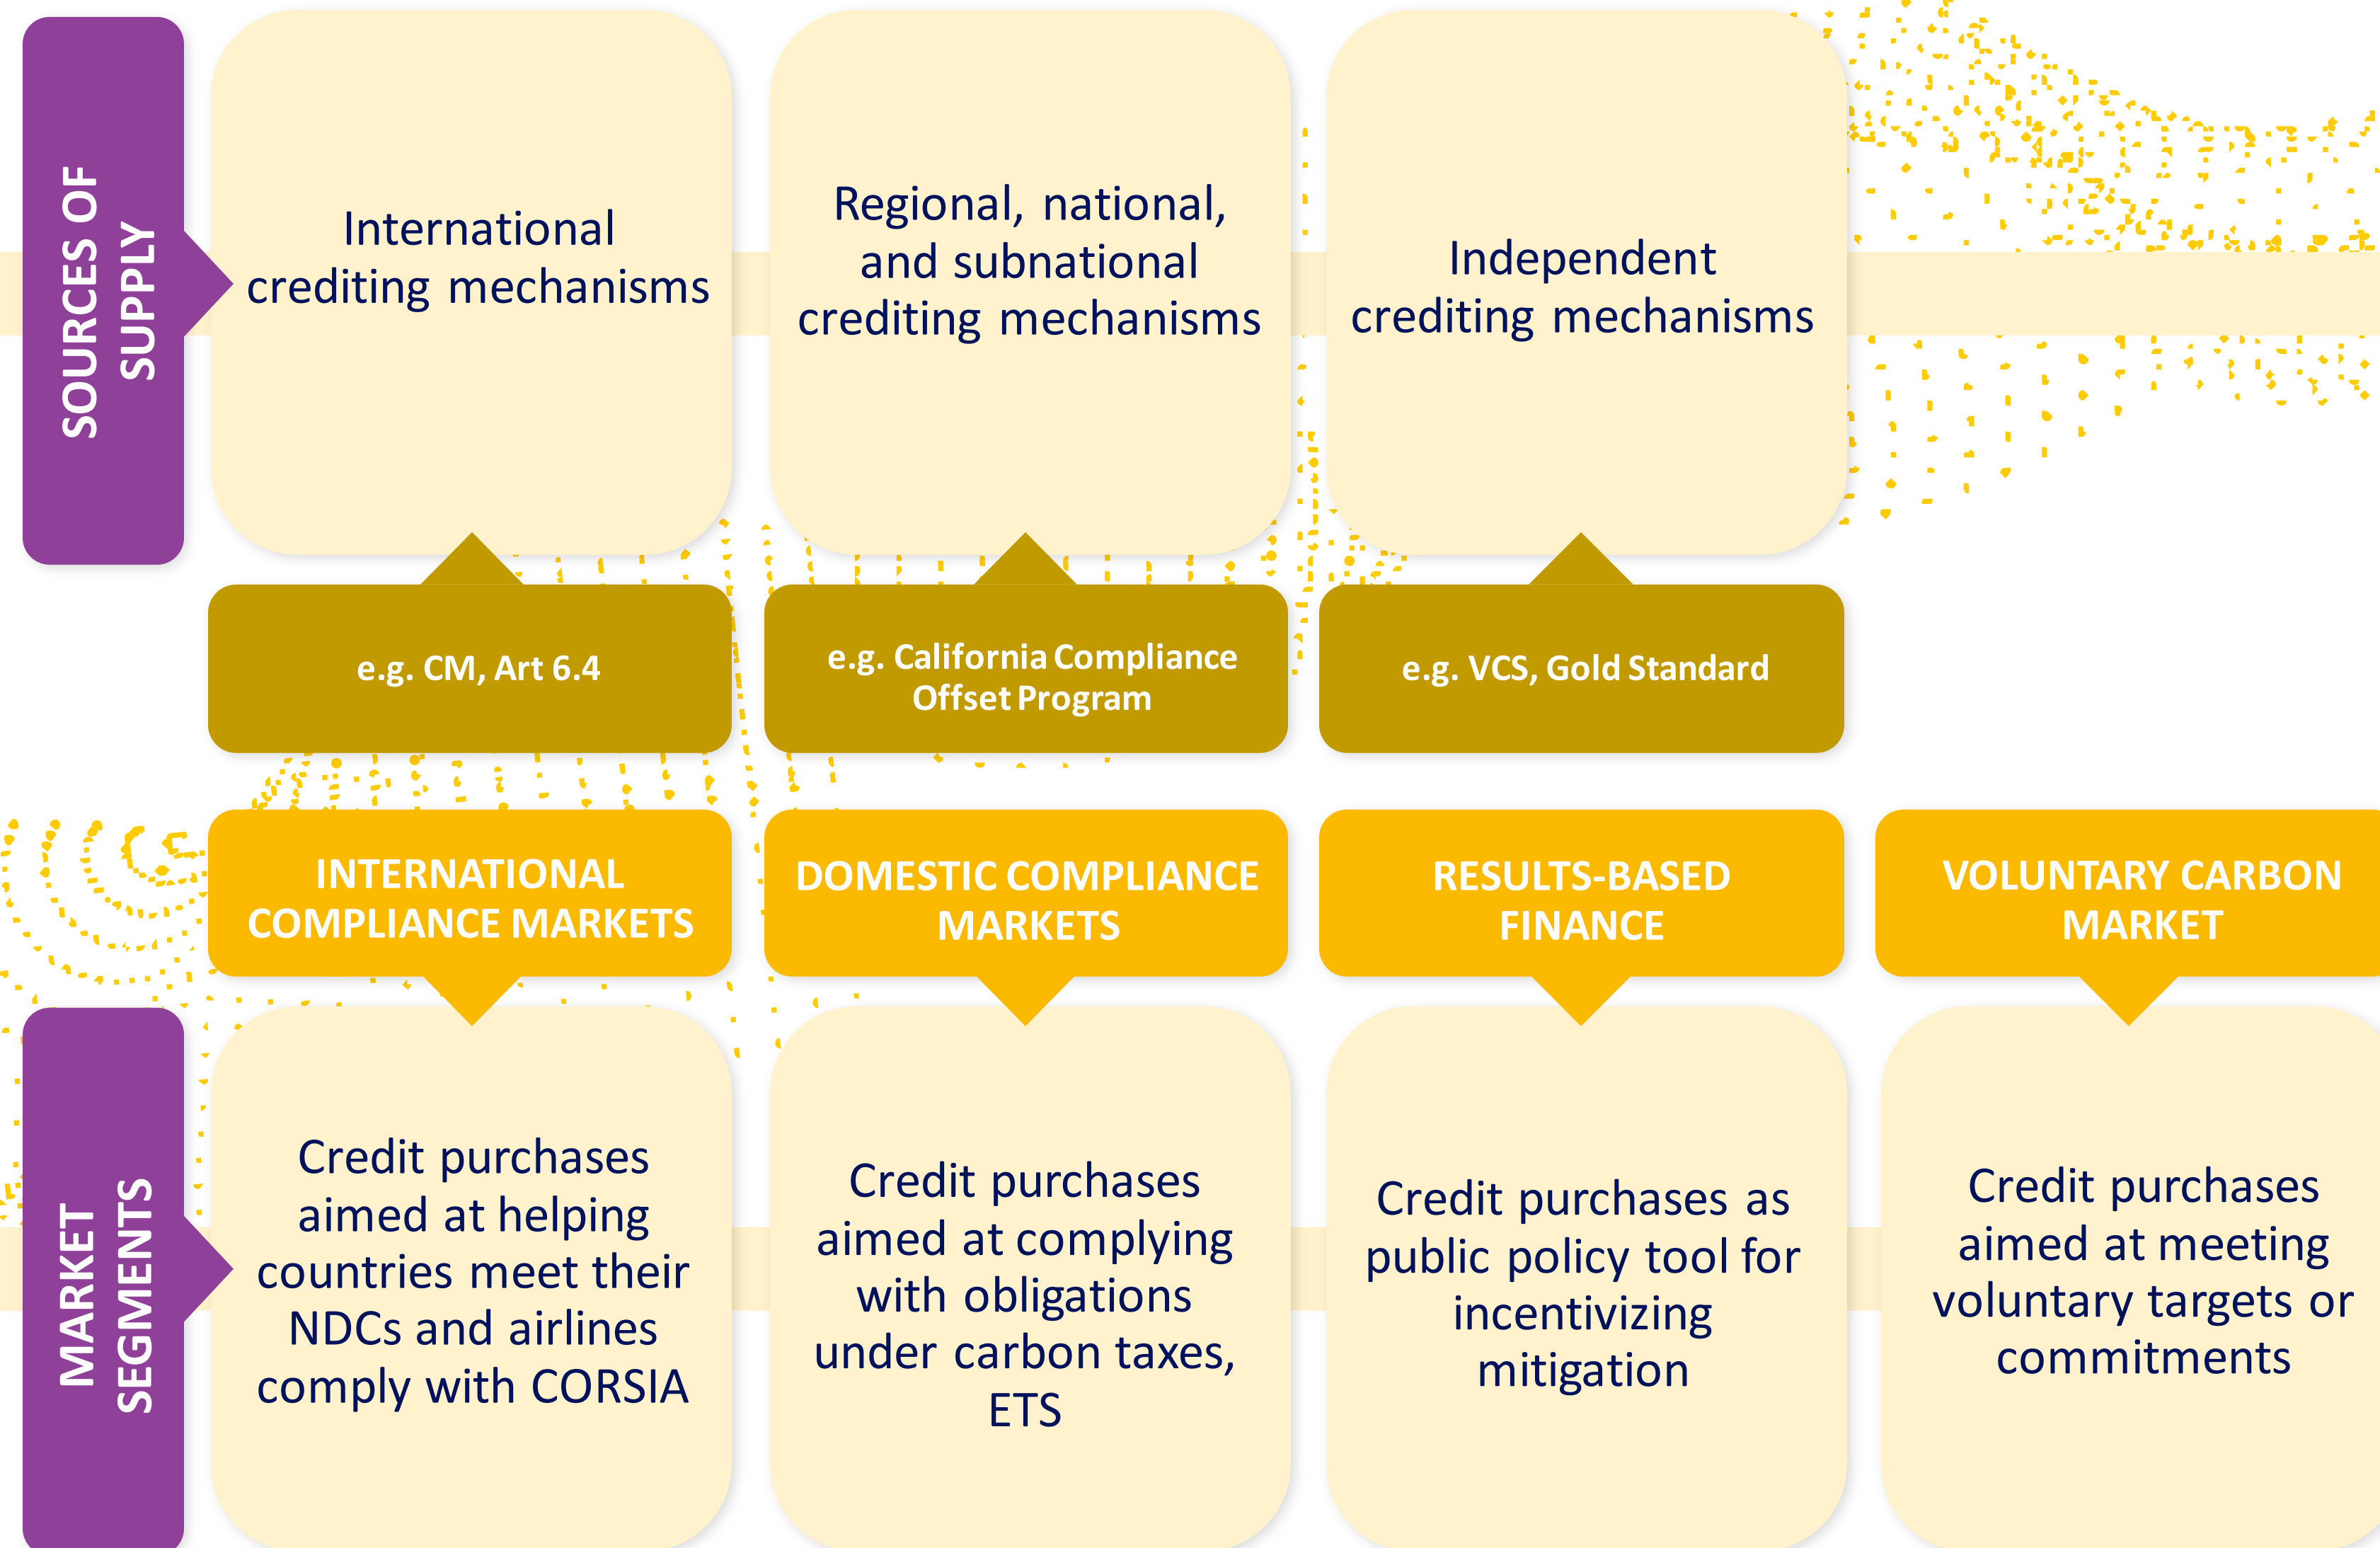 SOURCES OF
SUPPLY
International
crediting mechanisms
Regional, national,
and subnational
crediting mechanisms
Independent
crediting mechanisms
e.g. CM, Art 6.4
e.g. California Compliance
Offset Program
e.g. VCS, Gold Standard
INTERNATIONAL
COMPLIANCE MARKETS
DOMESTIC COMPLIANCE
MARKETS
RESULTS-BASED
FINANCE
VOLUNTARY CARBON
MARKET
MARKET
SEGMENTS
Credit purchases
aimed at helping
countries meet their
NDCs and airlines
comply with CORSIA
Credit purchases
aimed at complying
with obligations
under carbon taxes,
ETS
Credit purchases as
public policy tool for
incentivizing
mitigation
Credit purchases
aimed at meeting
voluntary targets or
commitments